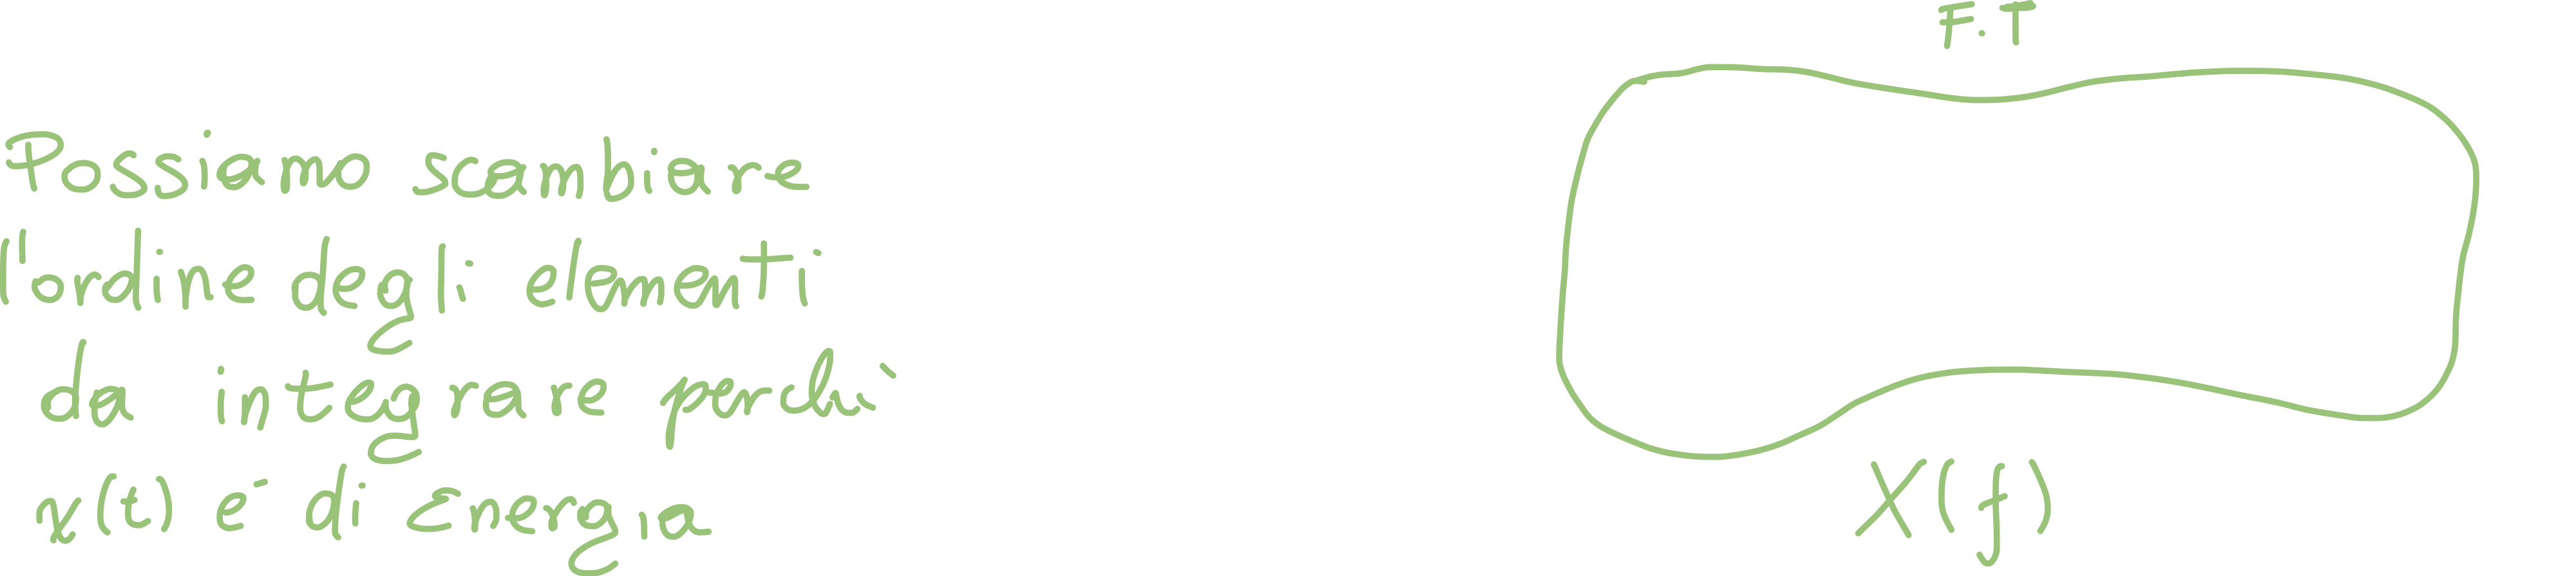 F.T
Possiamo scambiare
l'ordine degli elementi
da integrare perchè
x(t) è di Energia
X(f)